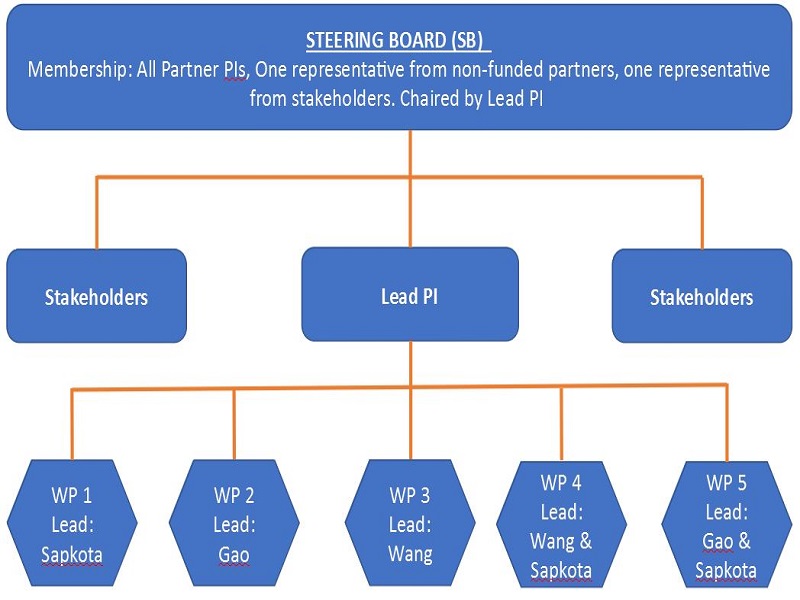 STEERING BOARD (SB)
Membership: All Partner PIs, One representative from non-funded partners, one representative
from stakeholders. Chaired by Lead PI
Stakeholders
Lead PI
Stakeholders
WP 1
Lead:
Sapkota
WP 2
Lead:
Gao
WP 3
Lead:
Wang
WP 4
Lead:
Wang &
Sapkota
WP 5
Lead:
Gao &
Sapkota